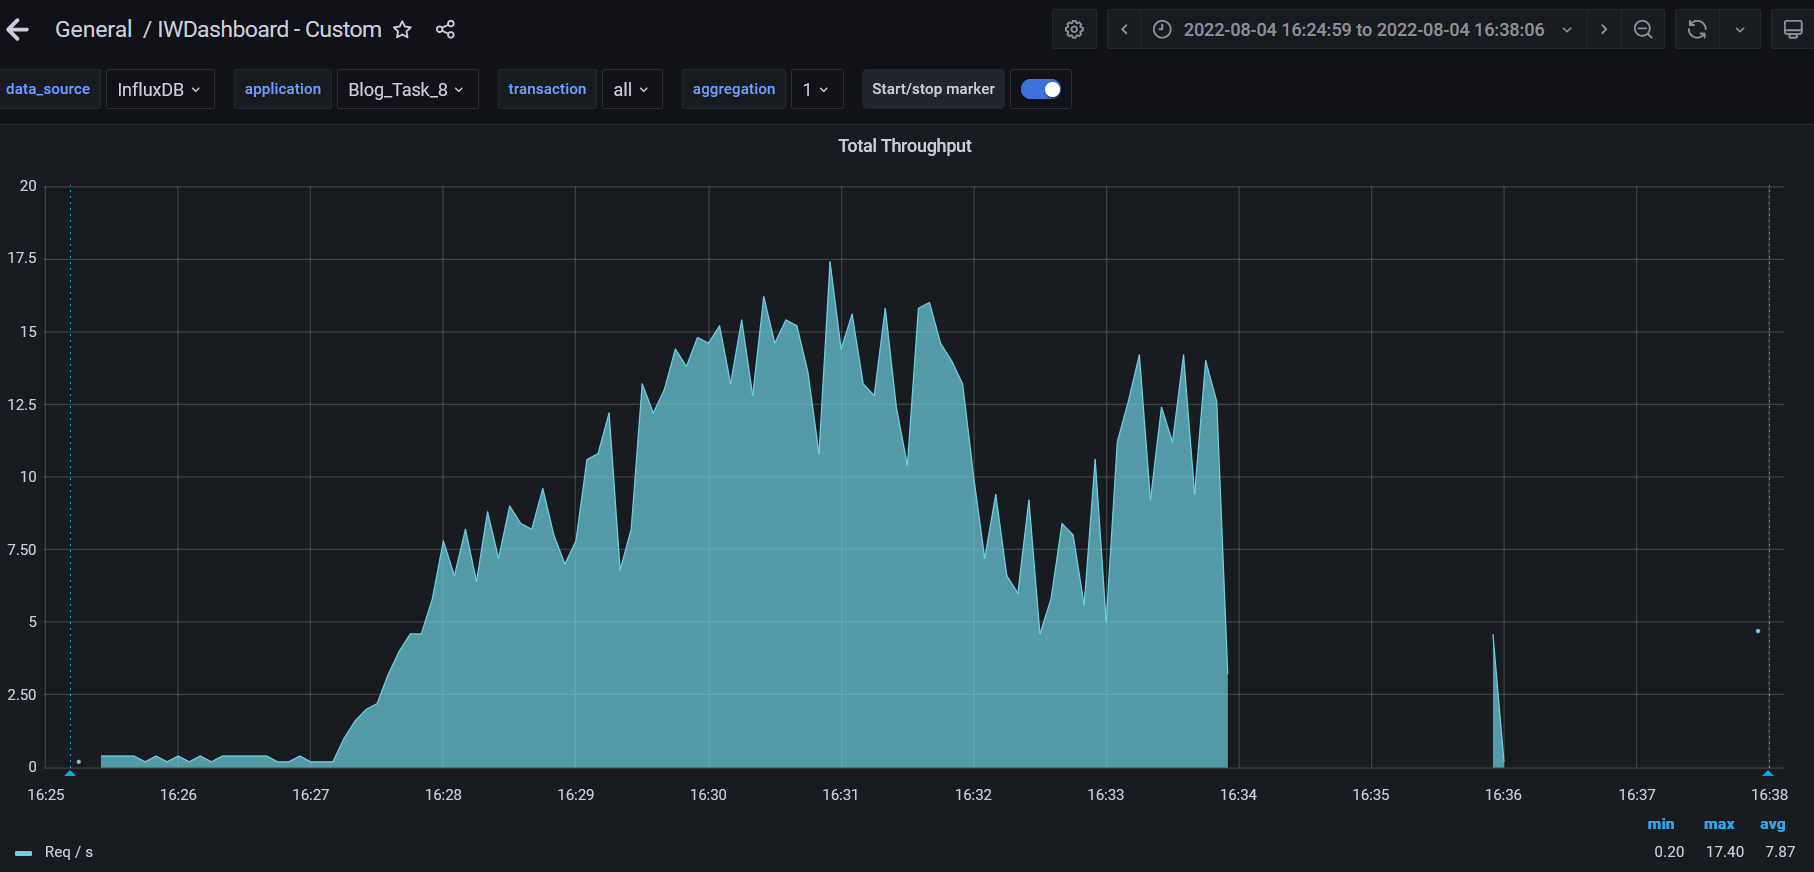 General / IWDashboard - Custom
2022-08-04 16:24:59 to 2022-08-04 16:38:06
data_source InfluxDB application Blog_Task_8 transaction all aggregation 1 Start/stop marker
Total Throughput
20
17.5
15
12.5
10
7.50
5
2.50
0
16:25 16:26 16:27 16:28 16:29 16:30 16:31 16:32 16:33 16:34 16:35 16:36 16:37 16:38
min max avg
Req / s 0.20 17.40 7.87